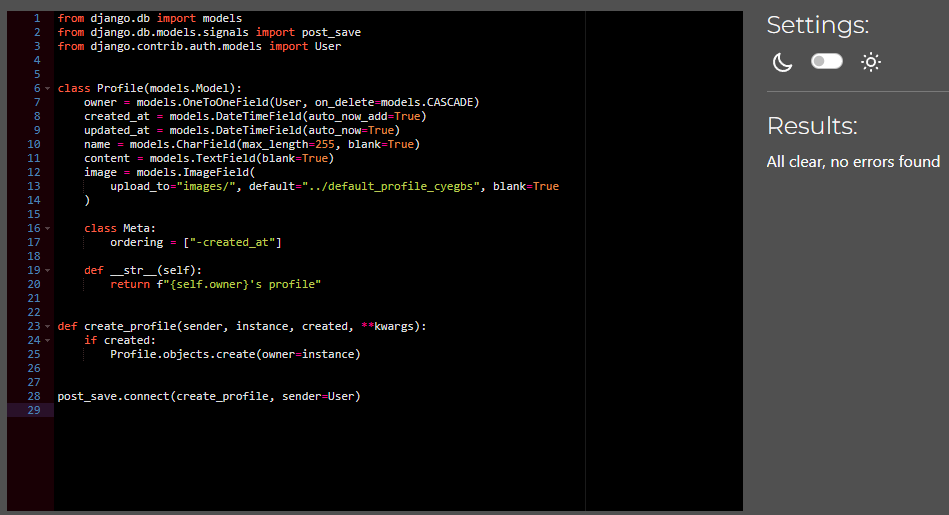 1 from django.db import models
2 from django.db.models.signals import post_save
3 from django.contrib.auth.models import User
4
5
6 class Profile(models.Model):
7     owner = models.OneToOneField(User, on_delete=models.CASCADE)
8     created_at = models.DateTimeField(auto_now_add=True)
9     updated_at = models.DateTimeField(auto_now=True)
10     name = models.CharField(max_length=255, blank=True)
11     content = models.TextField(blank=True)
12     image = models.ImageField(
13         upload_to="images/", default="../default_profile_cyegbs", blank=True
14     )
15
16     class Meta:
17         ordering = ["-created_at"]
18
19     def __str__(self):
20         return f"{self.owner}'s profile"
21
22
23 def create_profile(sender, instance, created, **kwargs):
24     if created:
25         Profile.objects.create(owner=instance)
26
27
28 post_save.connect(create_profile, sender=User)
29
Settings:
Results:
All clear, no errors found